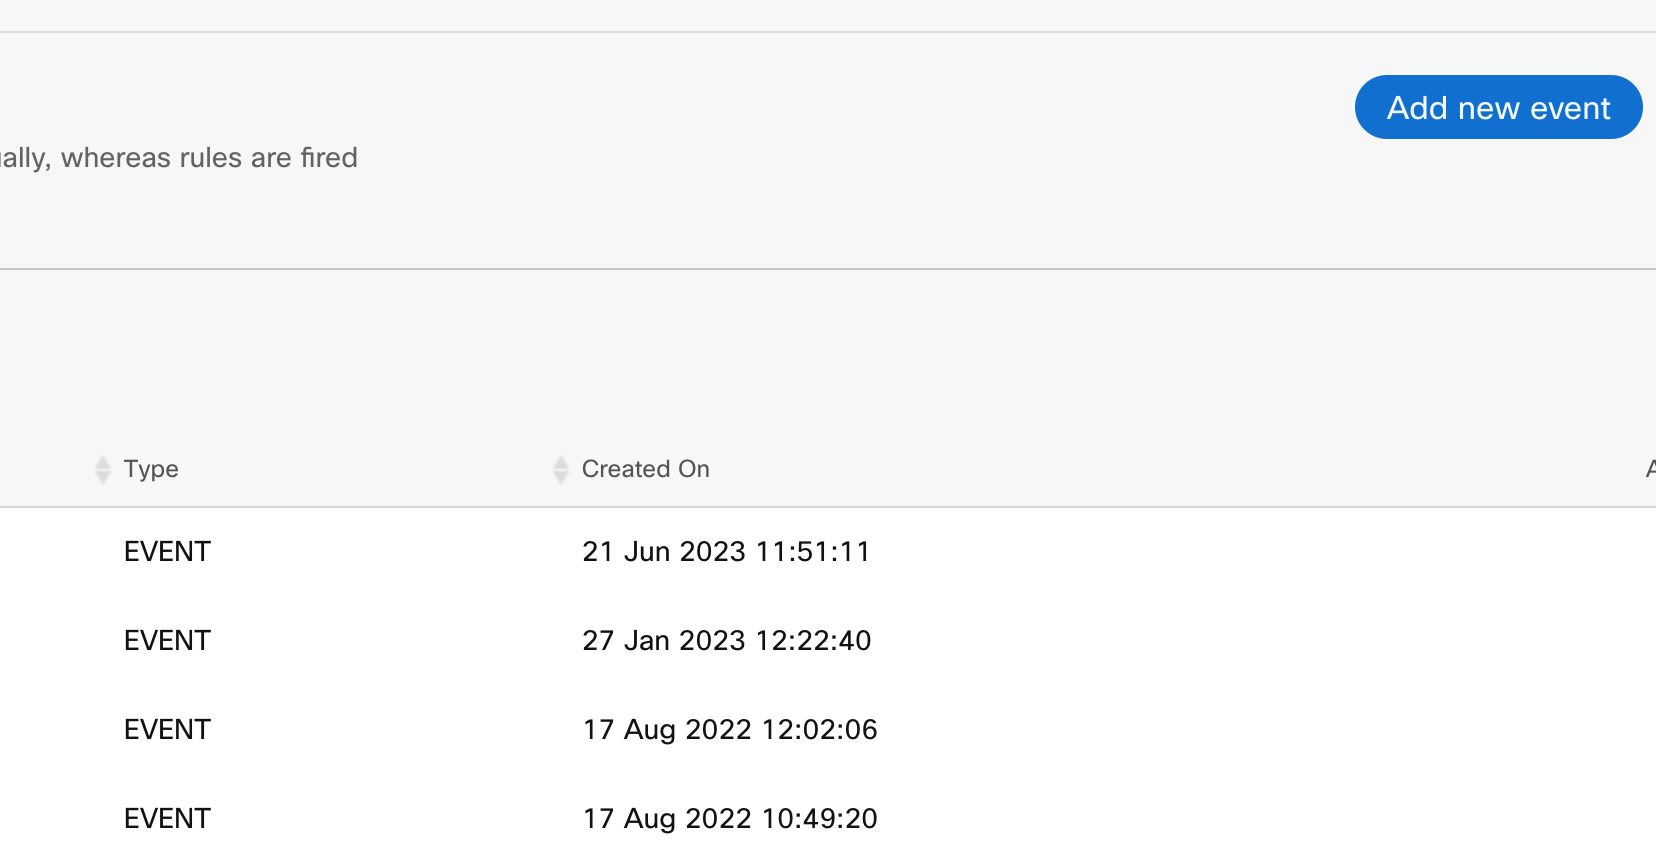 Add new event
ally, whereas rules are fired
Type Created On
EVENT 21 Jun 2023 11:51:11
EVENT 27 Jan 2023 12:22:40
EVENT 17 Aug 2022 12:02:06
EVENT 17 Aug 2022 10:49:20